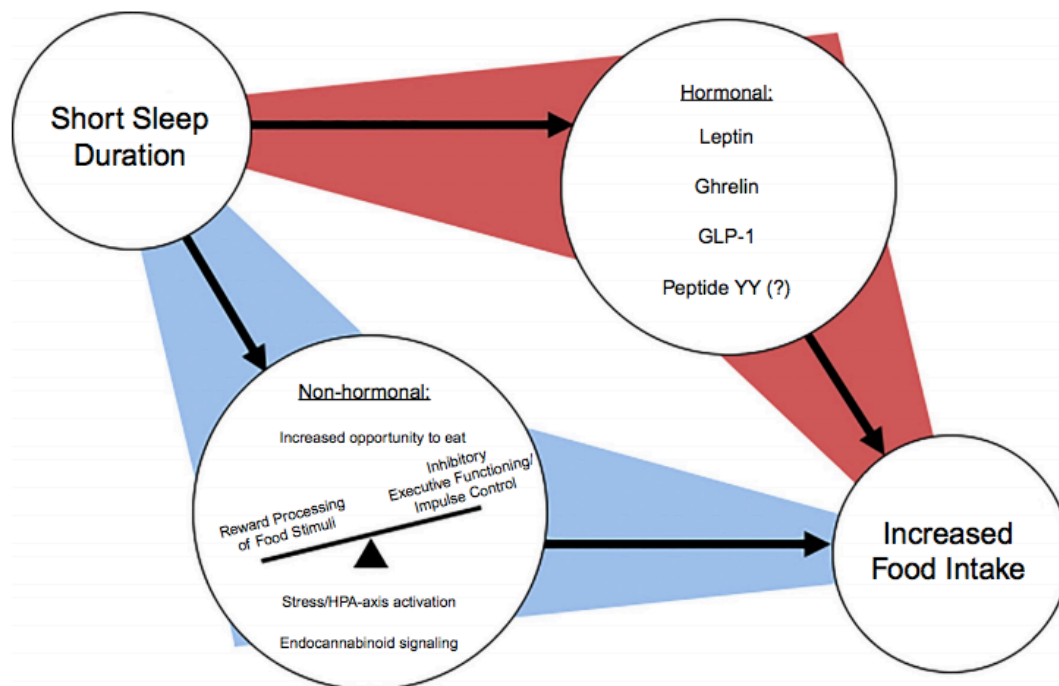 Short Sleep
Duration
Hormonal:
Leptin
Ghrelin
GLP-1
Peptide YY (?)
Non-hormonal:
Increased opportunity to eat
Inhibitory
Executive Functioning/
Impulse Control
Reward Processing
of Food Stimuli
Stress/HPA-axis activation
Endocannabinoid signaling
Increased
Food Intake